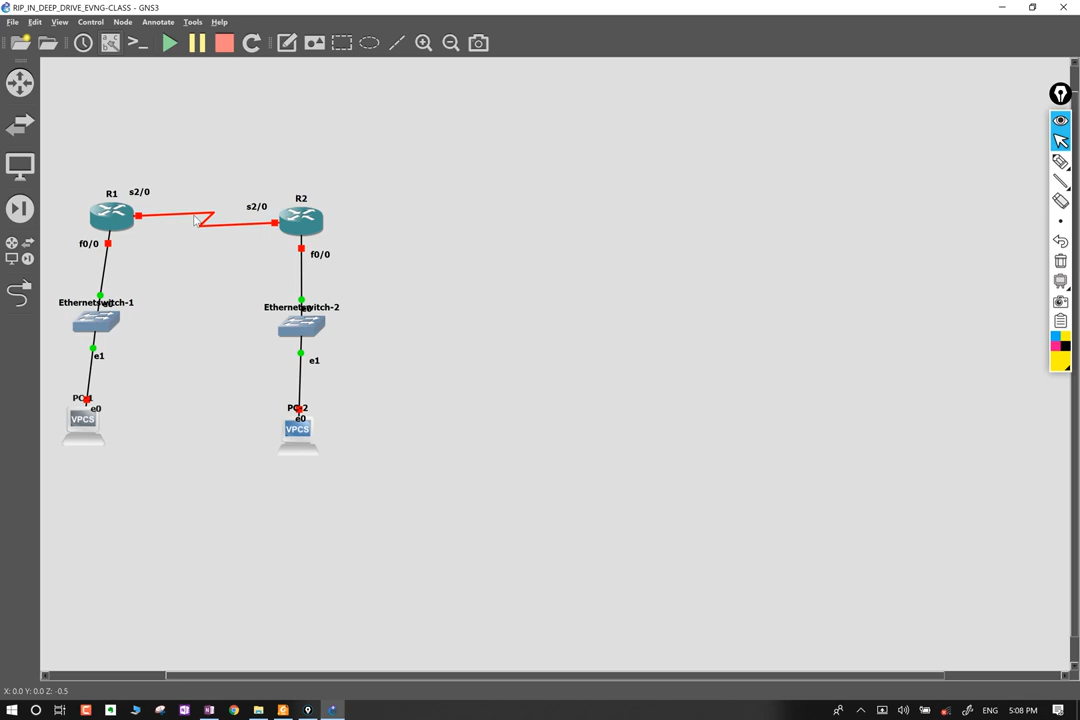 RIP_IN_DEEP_DRIVE_EVNG-CLASS - GNS3
File Edit View Control Node Annotate Tools Help
R1
s2/0
s2/0
R2
f0/0
f0/0
Ethernetswitch-1
Ethernetswitch-2
e1
e1
e0
e0
VPCS
VPCS
X: 0.0 Y: 0.0 Z: -0.5
ENG
5:08 PM